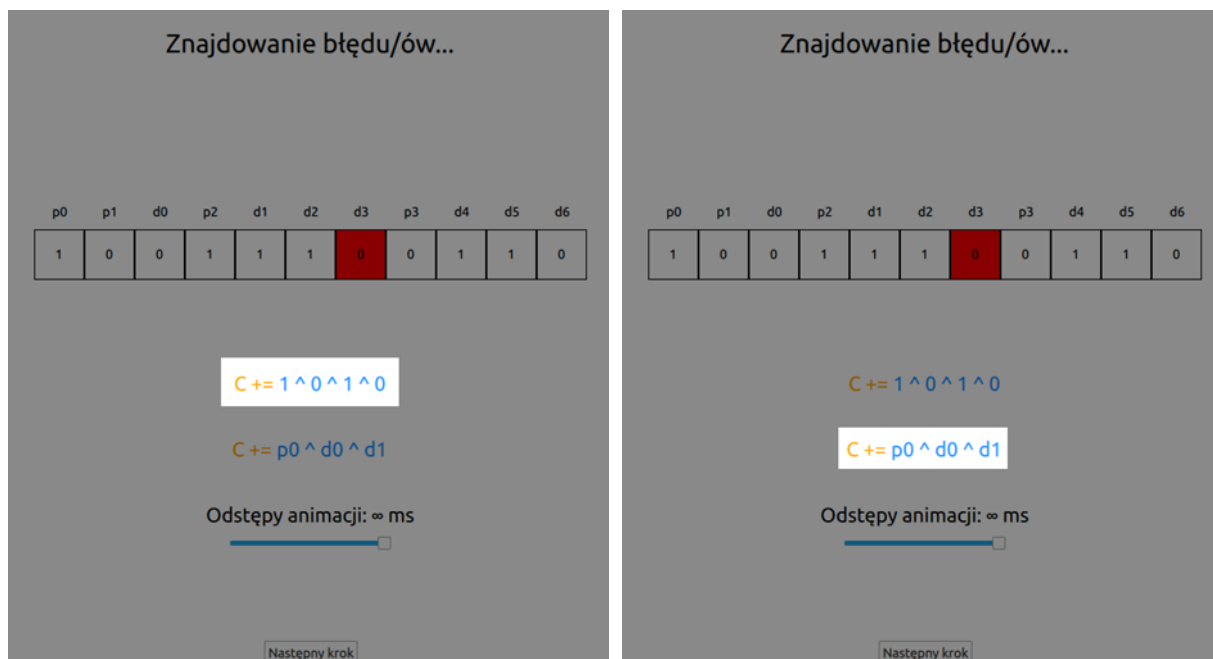 Znajdowanie błędu/ów...
p0 p1 d0 p2 d1 d2 d3 p3 d4 d5 d6
1 0 0 1 1 1 0 0 1 1 0
C += 1 ^ 0 ^ 1 ^ 0
C += p0 ^ d0 ^ d1
Odstępy animacji: ∞ ms
Następny krok
Znajdowanie błędu/ów...
p0 p1 d0 p2 d1 d2 d3 p3 d4 d5 d6
1 0 0 1 1 1 0 0 1 1 0
C += 1 ^ 0 ^ 1 ^ 0
C += p0 ^ d0 ^ d1
Odstępy animacji: ∞ ms
Następny krok